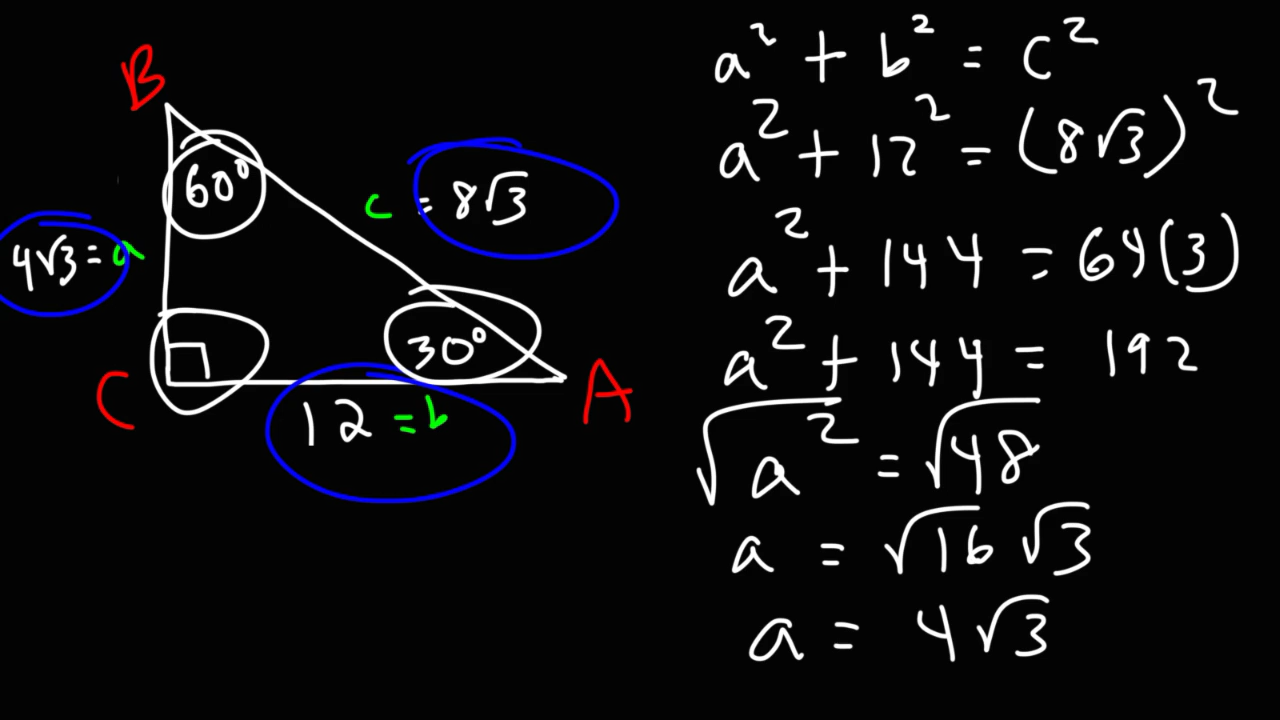 B
60°
c = 8√3
4√3 = a
30°
C
A
12 = b
a² + b² = c²
a² + 12² = (8√3)²
a² + 144 = 64(3)
a² + 144 = 192
√a² = √48
a = √16 √3
a = 4√3